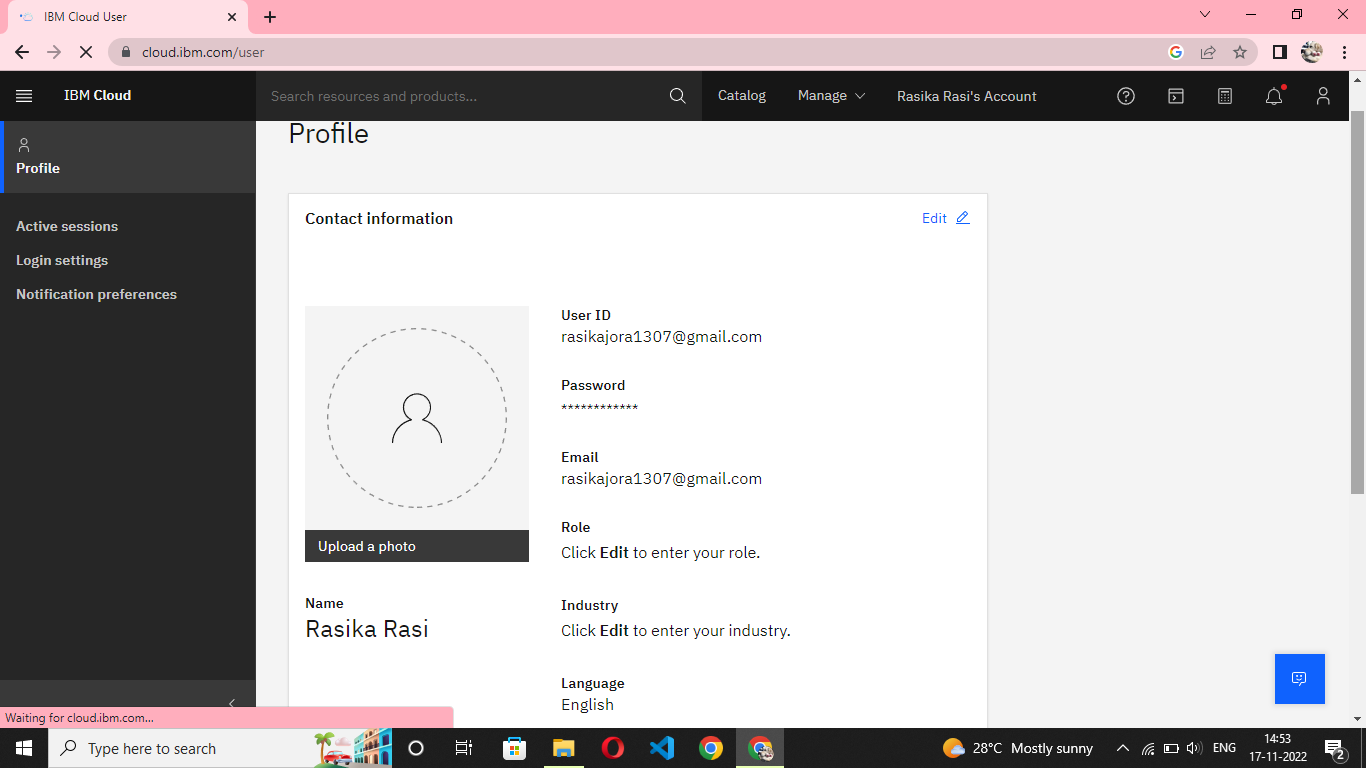 IBM Cloud User
cloud.ibm.com/user
IBM Cloud
Search resources and products...
Catalog
Manage
Rasika Rasi's Account
Profile
Active sessions
Login settings
Notification preferences
Profile
Contact information
Edit
Upload a photo
Name
Rasika Rasi
User ID
rasikajora1307@gmail.com
Password
************
Email
rasikajora1307@gmail.com
Role
Click Edit to enter your role.
Industry
Click Edit to enter your industry.
Language
English
Waiting for cloud.ibm.com...
Type here to search
28°C Mostly sunny
ENG
14:53
17-11-2022
2